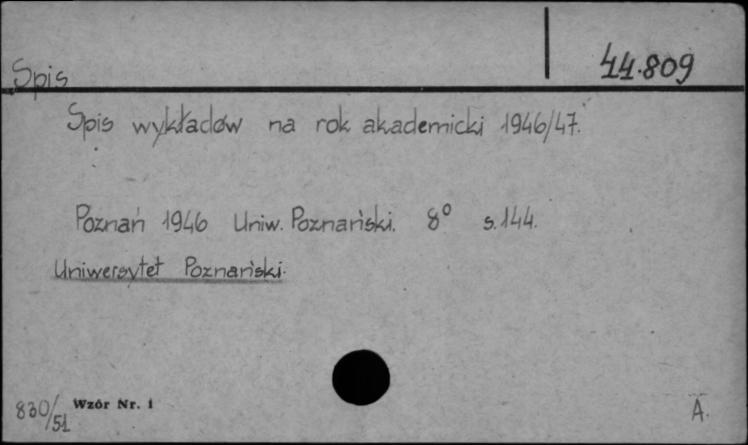 44.809
Spis
Spis wykładów na rok akademicki 1946/47.
Poznań 1946 Uniw. Poznański. 8° s.144.
Uniwersytet Poznański.
830/51 Wzór Nr. 1
A.